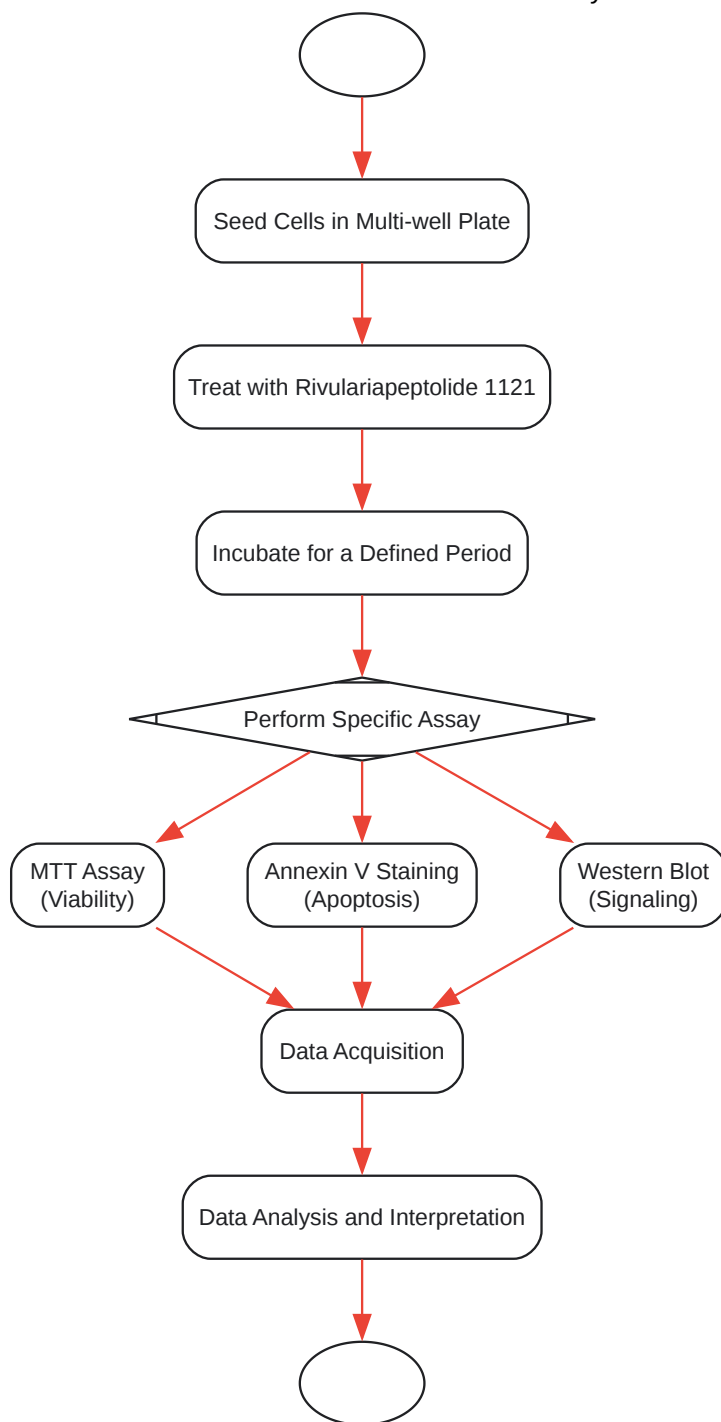 Seed Cells in Multi-well Plate
Treat with Rivulariapeptolide 1121
Incubate for a Defined Period
Perform Specific Assay
MTT Assay
(Viability)
Annexin V Staining
(Apoptosis)
Western Blot
(Signaling)
Data Acquisition
Data Analysis and Interpretation